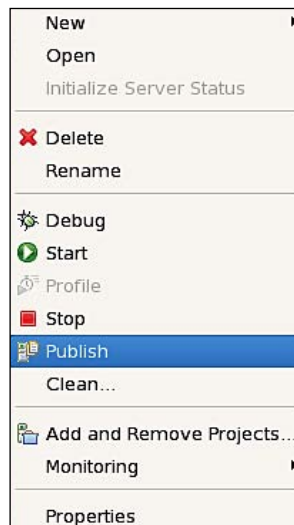 New
Open
Initialize Server Status
Delete
Rename
Debug
Start
Profile
Stop
Publish
Clean...
Add and Remove Projects...
Monitoring
Properties